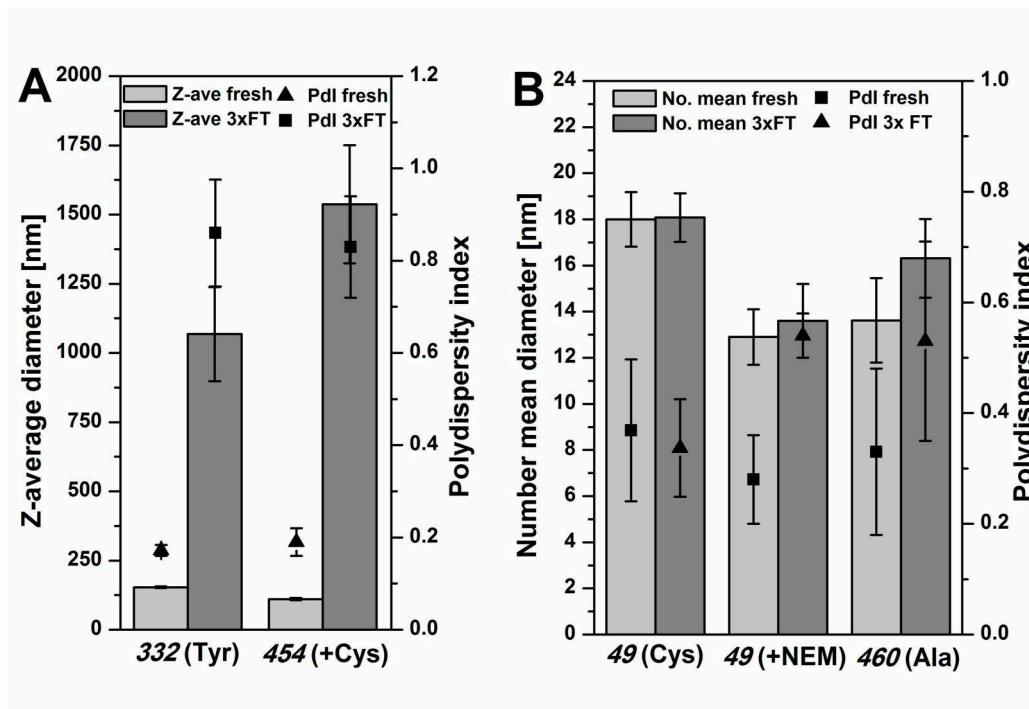 A
Z-average diameter [nm]
2000
1750
1500
1250
1000
750
500
250
0
Z-ave fresh PdI fresh
Z-ave 3xFT PdI 3xFT
1.2
1.0
0.8
0.6
0.4
0.2
0.0
Polydispersity index
332 (Tyr) 454 (+Cys)
B
Number mean diameter [nm]
24
22
20
18
16
14
12
10
8
6
4
2
0
No. mean fresh PdI fresh
No. mean 3xFT PdI 3x FT
1.0
0.8
0.6
0.4
0.2
0.0
Polydispersity index
49 (Cys) 49 (+NEM) 460 (Ala)